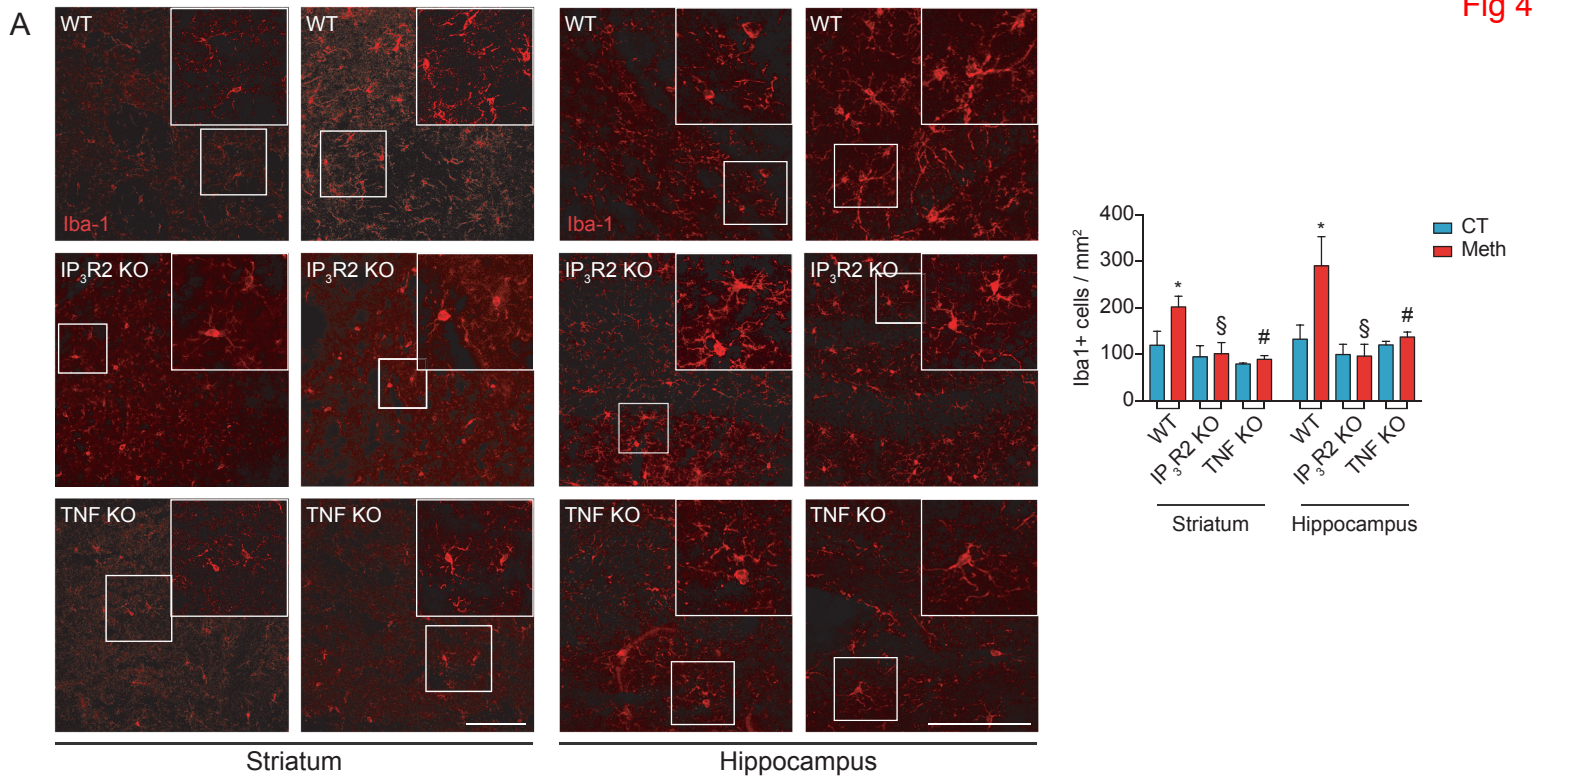 Fig 4
A
WT
WT
WT
WT
Iba-1
Iba-1
IP3R2 KO
IP3R2 KO
IP3R2 KO
IP3R2 KO
TNF KO
TNF KO
TNF KO
TNF KO
Striatum
Hippocampus
Iba1+ cells / mm²
400
300
200
100
0
*
§
#
*
§
#
CT
Meth
WT
IP3R2 KO
TNF KO
WT
IP3R2 KO
TNF KO
Striatum
Hippocampus